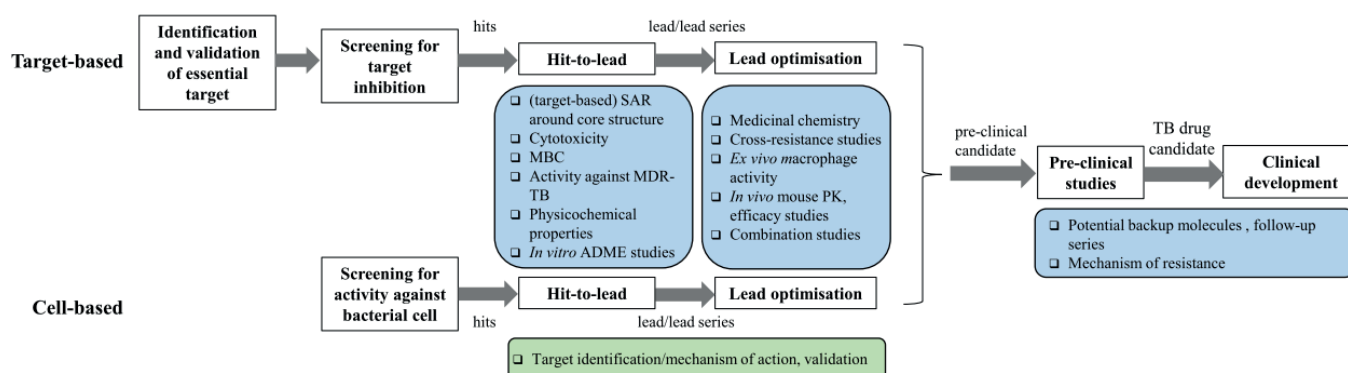 Target-based
Identification
and validation
of essential
target
Screening for
target
inhibition
hits
Hit-to-lead
lead/lead series
Lead optimisation
❑ (target-based) SAR
around core structure
❑ Cytotoxicity
❑ MBC
❑ Activity against MDR-
TB
❑ Physicochemical
properties
❑ In vitro ADME studies
❑ Medicinal chemistry
❑ Cross-resistance studies
❑ Ex vivo macrophage
activity
❑ In vivo mouse PK,
efficacy studies
❑ Combination studies
Cell-based
Screening for
activity against
bacterial cell
hits
Hit-to-lead
lead/lead series
Lead optimisation
❑ Target identification/mechanism of action, validation
pre-clinical
candidate
Pre-clinical
studies
TB drug
candidate
Clinical
development
❑ Potential backup molecules , follow-up
series
❑ Mechanism of resistance